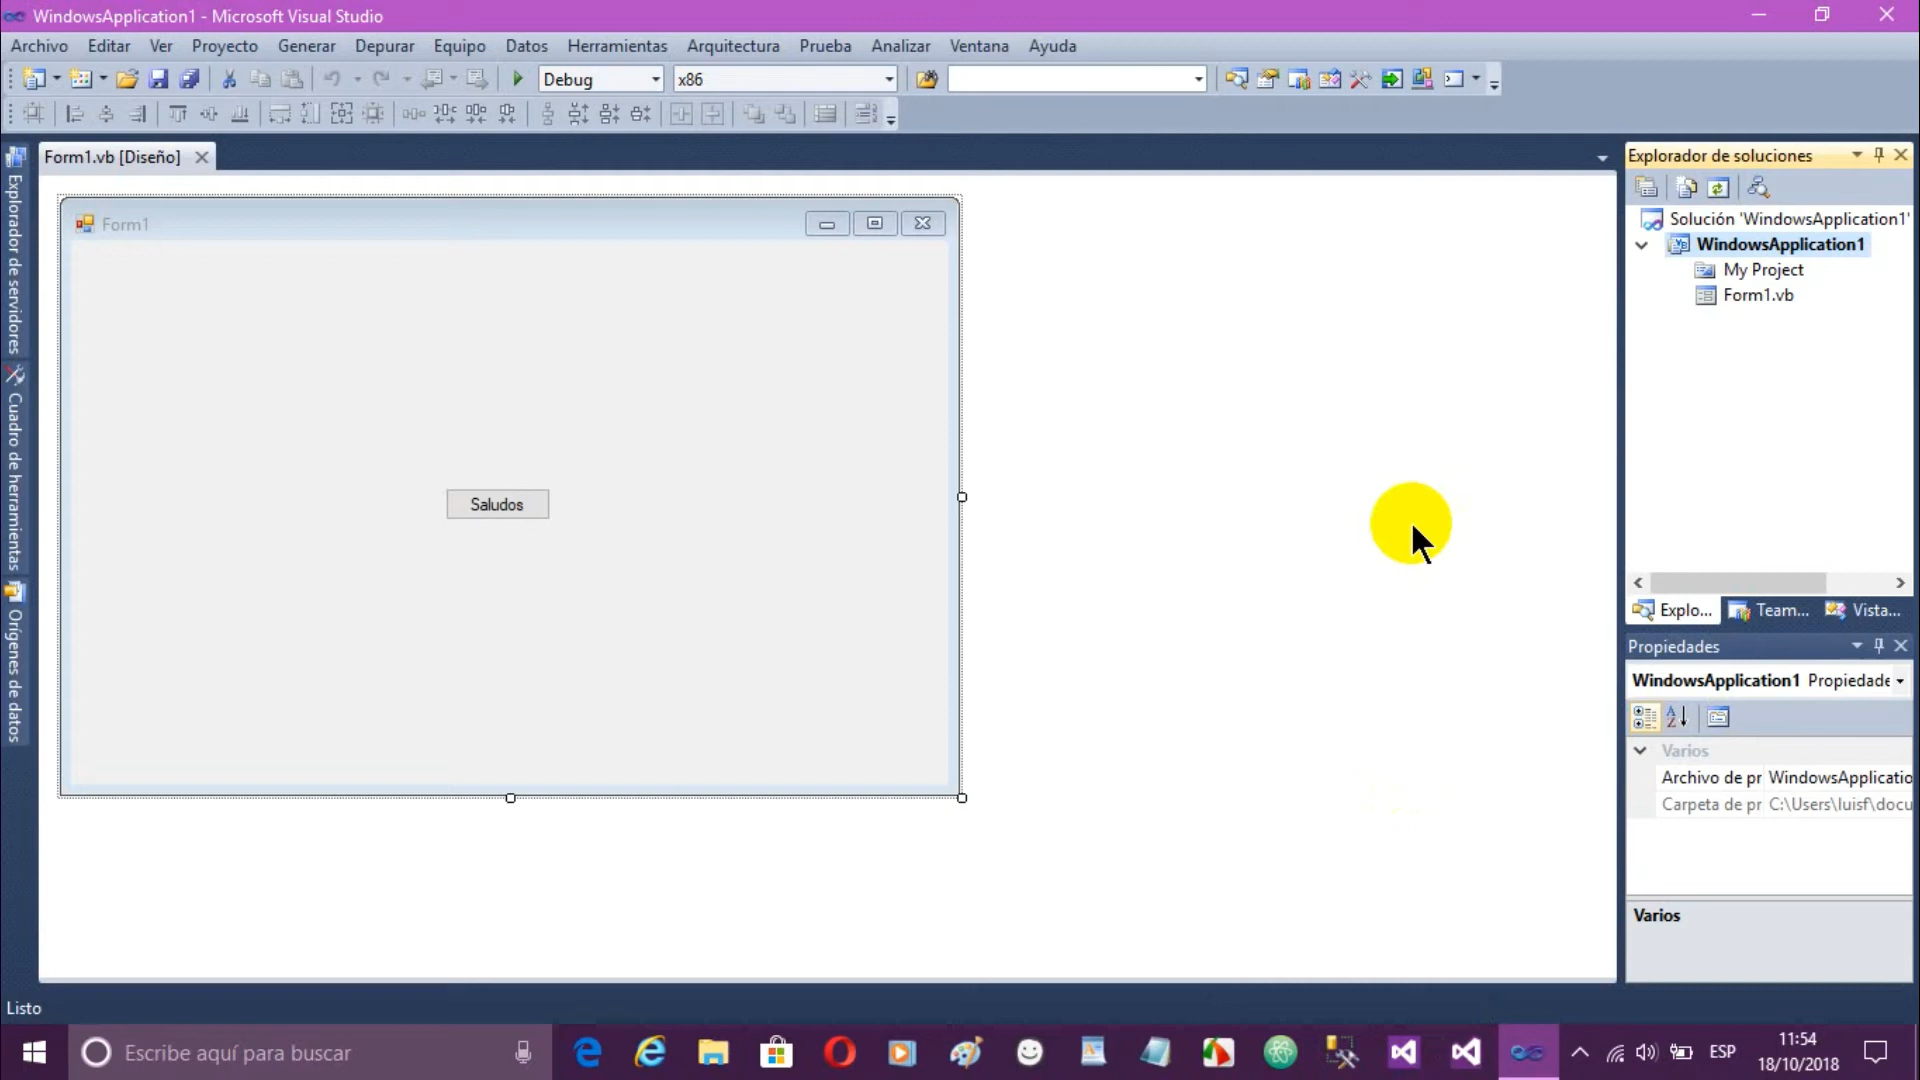 WindowsApplication1 - Microsoft Visual Studio
Archivo Editar Ver Proyecto Generar Depurar Equipo Datos Herramientas Arquitectura Prueba Analizar Ventana Ayuda
Debug x86
Form1.vb [Diseño]
Explorador de servidores
Cuadro de herramientas
Orígenes de datos
Form1
Saludos
Explorador de soluciones
Solución 'WindowsApplication1'
WindowsApplication1
My Project
Form1.vb
Explo... Team... Vista...
Propiedades
WindowsApplication1 Propiedade
Varios
Archivo de pr WindowsApplicatio
Carpeta de pr C:\Users\luisf\docu
Varios
Listo
Escribe aquí para buscar
ESP
11:54
18/10/2018